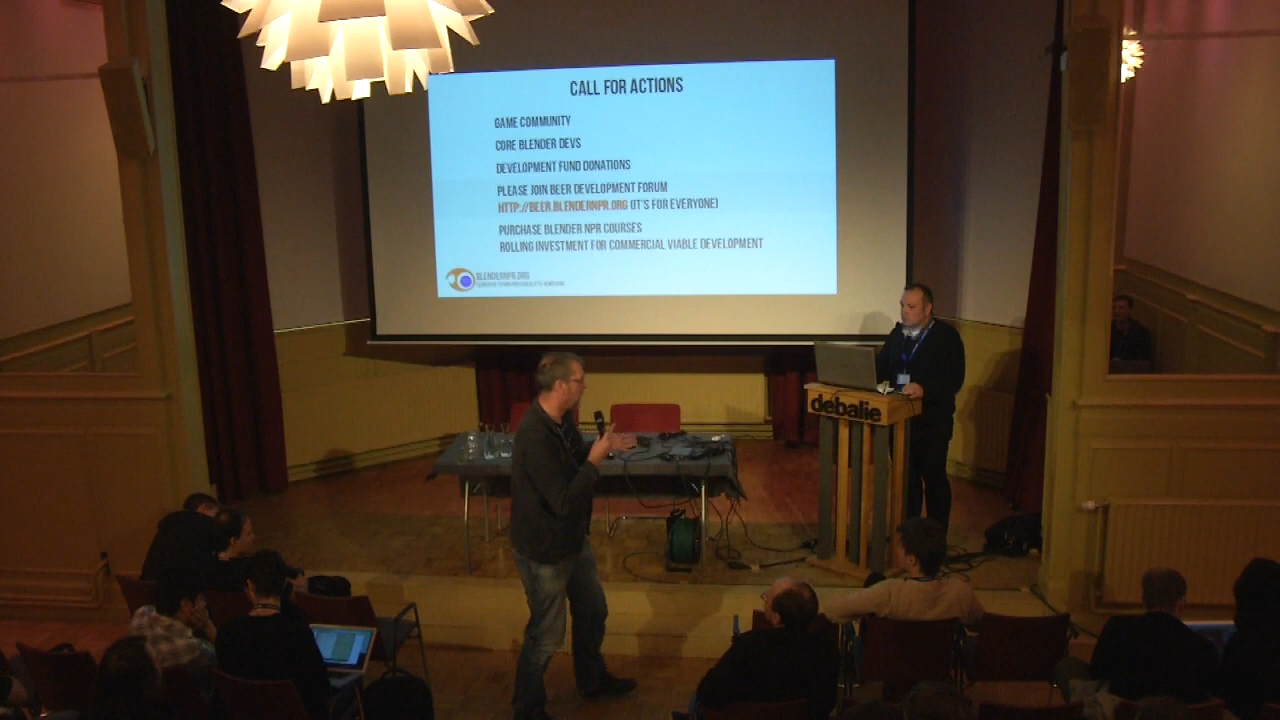 CALL FOR ACTIONS
GAME COMMUNITY
CORE BLENDER DEVS
DEVELOPMENT FUND DONATIONS
PLEASE JOIN BEER DEVELOPMENT FORUM
HTTP://BEER.BLENDERNPR.ORG (IT'S FOR EVERYONE)
PURCHASE BLENDER NPR COURSES
ROLLING INVESTMENT FOR COMMERCIAL VIABLE DEVELOPMENT
BLENDERNPR.ORG
debalie